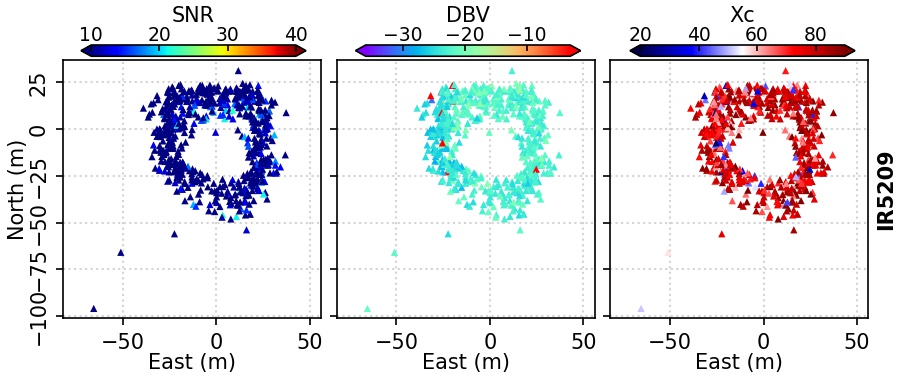 SNR DBV Xc
10 20 30 40 −30 −20 −10 20 40 60 80
North (m)
25
0
−25
−50
−75
−100
IR5209
−50 0 50 −50 0 50 −50 0 50
East (m) East (m) East (m)